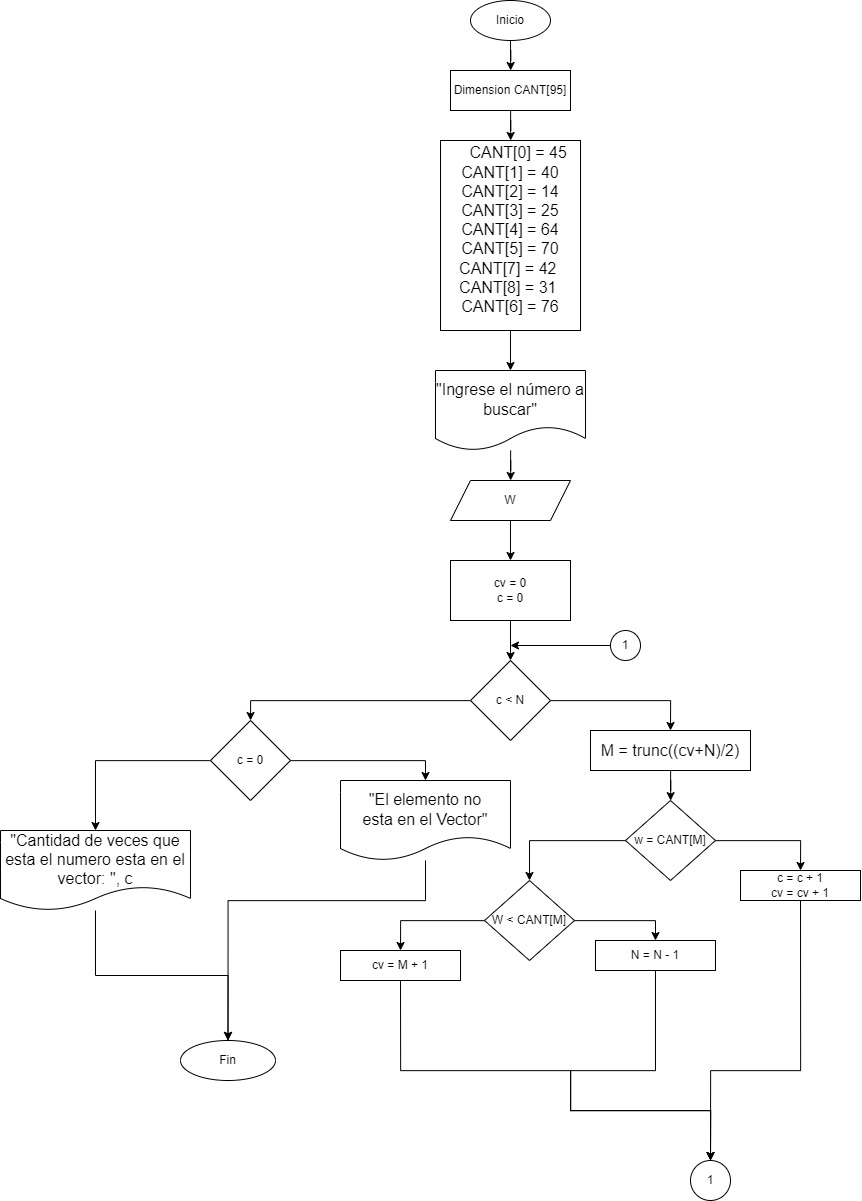 Inicio
Dimension CANT[95]
CANT[0] = 45
CANT[1] = 40
CANT[2] = 14
CANT[3] = 25
CANT[4] = 64
CANT[5] = 70
CANT[7] = 42
CANT[8] = 31
CANT[6] = 76
"Ingrese el número a
buscar"
W
cv = 0
c = 0
1
c < N
c = 0
M = trunc((cv+N)/2)
"El elemento no
esta en el Vector"
"Cantidad de veces que
esta el numero esta en el
vector: ", c
w = CANT[M]
c = c + 1
cv = cv + 1
W < CANT[M]
cv = M + 1
N = N - 1
Fin
1